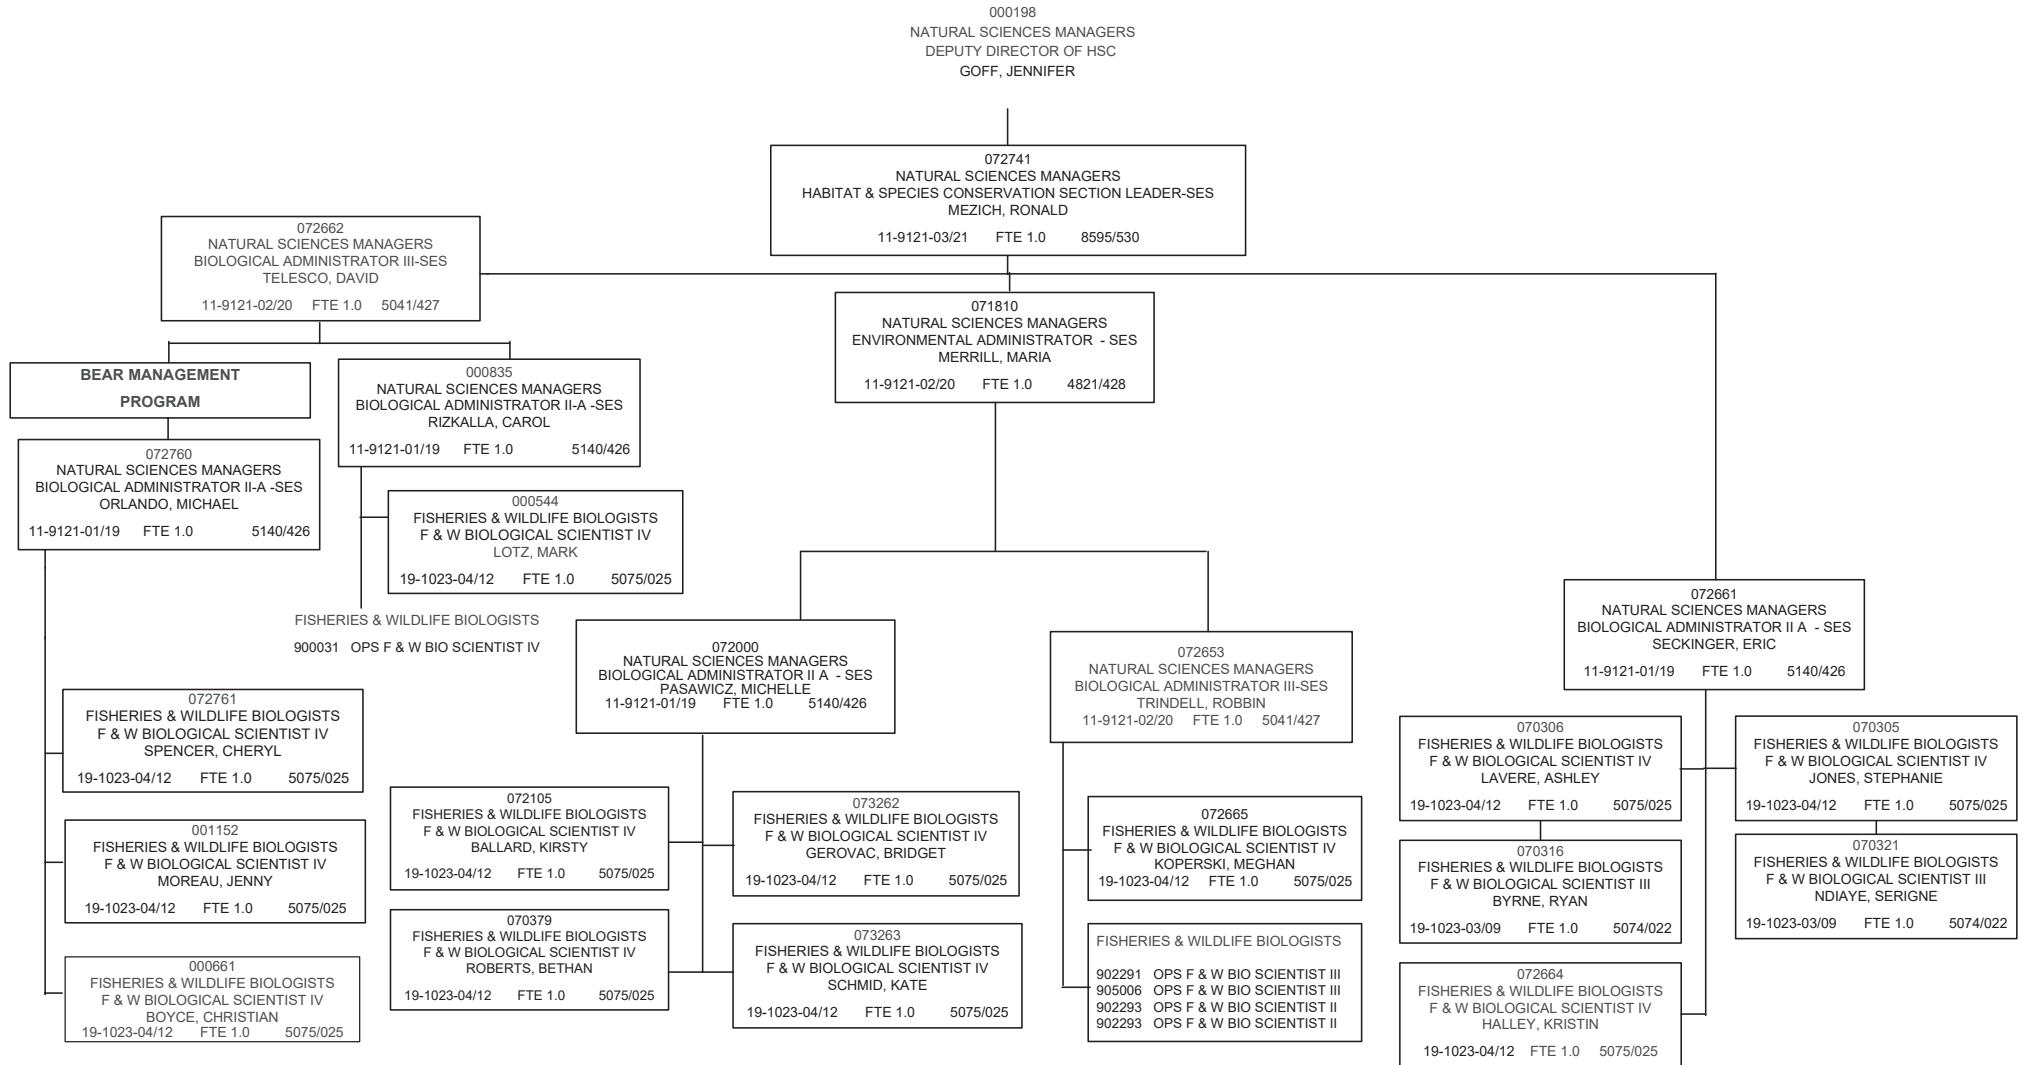 000198
NATURAL SCIENCES MANAGERS
DEPUTY DIRECTOR OF HSC
GOFF, JENNIFER
072741
NATURAL SCIENCES MANAGERS
HABITAT & SPECIES CONSERVATION SECTION LEADER-SES
MEZICH, RONALD
11-9121-03/21 FTE 1.0 8595/530
072662
NATURAL SCIENCES MANAGERS
BIOLOGICAL ADMINISTRATOR III-SES
TELESCO, DAVID
11-9121-02/20 FTE 1.0 5041/427
071810
NATURAL SCIENCES MANAGERS
ENVIRONMENTAL ADMINISTRATOR - SES
MERRILL, MARIA
11-9121-02/20 FTE 1.0 4821/428
BEAR MANAGEMENT
PROGRAM
000835
NATURAL SCIENCES MANAGERS
BIOLOGICAL ADMINISTRATOR II-A -SES
RIZKALLA, CAROL
11-9121-01/19 FTE 1.0 5140/426
072760
NATURAL SCIENCES MANAGERS
BIOLOGICAL ADMINISTRATOR II-A -SES
ORLANDO, MICHAEL
11-9121-01/19 FTE 1.0 5140/426
000544
FISHERIES & WILDLIFE BIOLOGISTS
F & W BIOLOGICAL SCIENTIST IV
LOTZ, MARK
19-1023-04/12 FTE 1.0 5075/025
FISHERIES & WILDLIFE BIOLOGISTS
900031 OPS F & W BIO SCIENTIST IV
072000
NATURAL SCIENCES MANAGERS
BIOLOGICAL ADMINISTRATOR II A - SES
PASAWICZ, MICHELLE
11-9121-01/19 FTE 1.0 5140/426
072653
NATURAL SCIENCES MANAGERS
BIOLOGICAL ADMINISTRATOR III-SES
TRINDELL, ROBBIN
11-9121-02/20 FTE 1.0 5041/427
072661
NATURAL SCIENCES MANAGERS
BIOLOGICAL ADMINISTRATOR II A - SES
SECKINGER, ERIC
11-9121-01/19 FTE 1.0 5140/426
072761
FISHERIES & WILDLIFE BIOLOGISTS
F & W BIOLOGICAL SCIENTIST IV
SPENCER, CHERYL
19-1023-04/12 FTE 1.0 5075/025
001152
FISHERIES & WILDLIFE BIOLOGISTS
F & W BIOLOGICAL SCIENTIST IV
MOREAU, JENNY
19-1023-04/12 FTE 1.0 5075/025
000661
FISHERIES & WILDLIFE BIOLOGISTS
F & W BIOLOGICAL SCIENTIST IV
BOYCE, CHRISTIAN
19-1023-04/12 FTE 1.0 5075/025
072105
FISHERIES & WILDLIFE BIOLOGISTS
F & W BIOLOGICAL SCIENTIST IV
BALLARD, KIRSTY
19-1023-04/12 FTE 1.0 5075/025
073262
FISHERIES & WILDLIFE BIOLOGISTS
F & W BIOLOGICAL SCIENTIST IV
GEROVAC, BRIDGET
19-1023-04/12 FTE 1.0 5075/025
070379
FISHERIES & WILDLIFE BIOLOGISTS
F & W BIOLOGICAL SCIENTIST IV
ROBERTS, BETHAN
19-1023-04/12 FTE 1.0 5075/025
073263
FISHERIES & WILDLIFE BIOLOGISTS
F & W BIOLOGICAL SCIENTIST IV
SCHMID, KATE
19-1023-04/12 FTE 1.0 5075/025
072665
FISHERIES & WILDLIFE BIOLOGISTS
F & W BIOLOGICAL SCIENTIST IV
KOPERSKI, MEGHAN
19-1023-04/12 FTE 1.0 5075/025
FISHERIES & WILDLIFE BIOLOGISTS
902291 OPS F & W BIO SCIENTIST III
905006 OPS F & W BIO SCIENTIST III
902293 OPS F & W BIO SCIENTIST II
902293 OPS F & W BIO SCIENTIST II
070306
FISHERIES & WILDLIFE BIOLOGISTS
F & W BIOLOGICAL SCIENTIST IV
LAVERE, ASHLEY
19-1023-04/12 FTE 1.0 5075/025
070305
FISHERIES & WILDLIFE BIOLOGISTS
F & W BIOLOGICAL SCIENTIST IV
JONES, STEPHANIE
19-1023-04/12 FTE 1.0 5075/025
070316
FISHERIES & WILDLIFE BIOLOGISTS
F & W BIOLOGICAL SCIENTIST III
BYRNE, RYAN
19-1023-03/09 FTE 1.0 5074/022
070321
FISHERIES & WILDLIFE BIOLOGISTS
F & W BIOLOGICAL SCIENTIST III
NDIAYE, SERIGNE
19-1023-03/09 FTE 1.0 5074/022
072664
FISHERIES & WILDLIFE BIOLOGISTS
F & W BIOLOGICAL SCIENTIST IV
HALLEY, KRISTIN
19-1023-04/12 FTE 1.0 5075/025